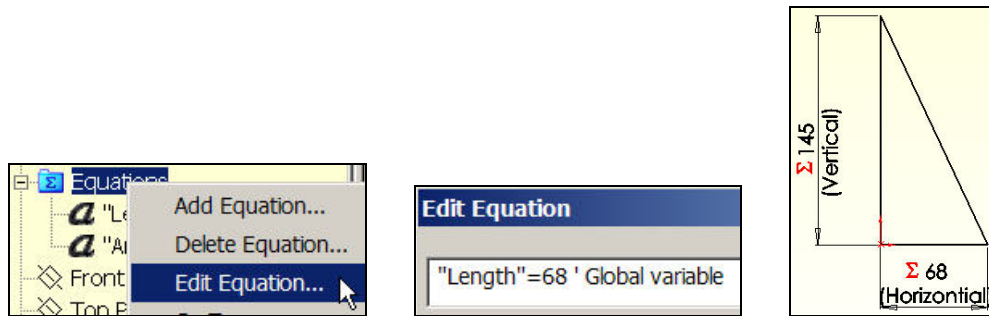 Equations
Add Equation...
"Le
Delete Equation...
"A
Front
Edit Equation...
Top P
Edit Equation
"Length"=68 ' Global variable
Σ 145
(Vertical)
Σ 68
(Horizontial)